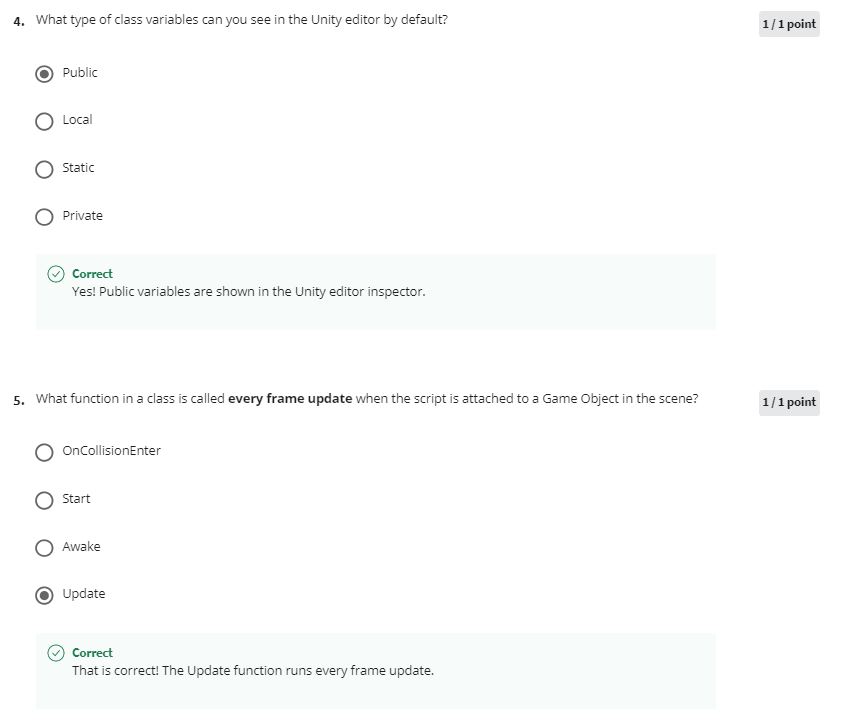 4. What type of class variables can you see in the Unity editor by default?
1 / 1 point
Public
Local
Static
Private
Correct
Yes! Public variables are shown in the Unity editor inspector.
5. What function in a class is called every frame update when the script is attached to a Game Object in the scene?
1 / 1 point
OnCollisionEnter
Start
Awake
Update
Correct
That is correct! The Update function runs every frame update.